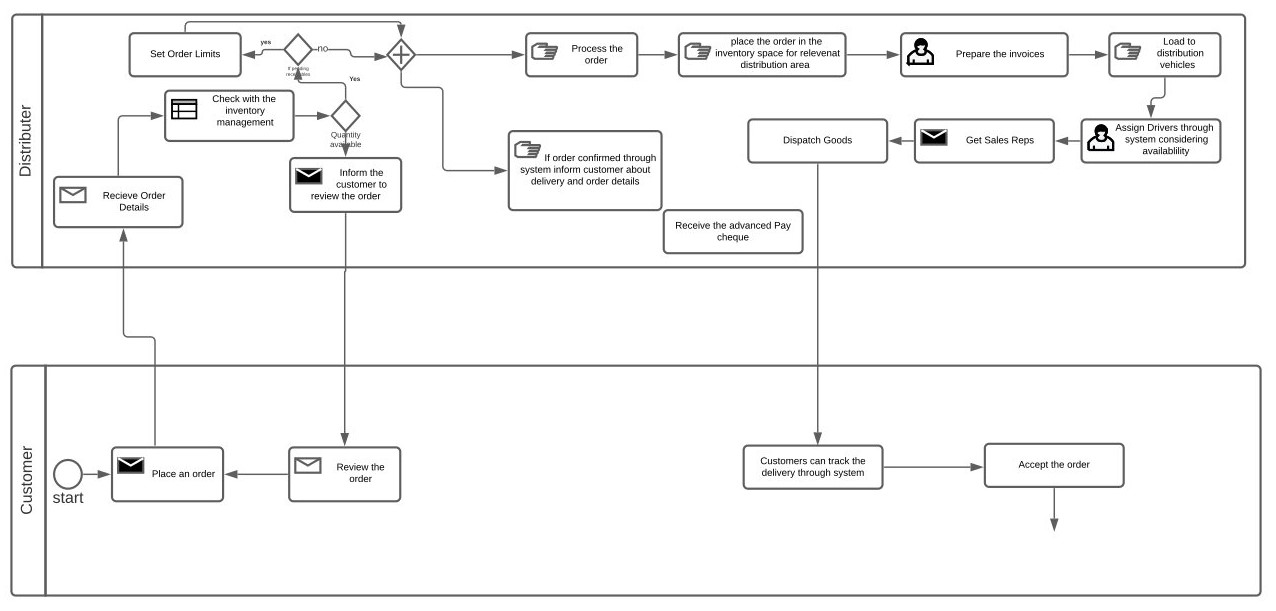 Distributer
Set Order Limits
yes
no
If pending
receivables
Yes
Process the
order
place the order in the
inventory space for relevenat
distribution area
Prepare the invoices
Load to
distribution
vehicles
Check with the
inventory
management
Quantity
available
Inform the
customer to
review the order
Recieve Order
Details
If order confirmed through
system inform customer about
delivery and order details
Receive the advanced Pay
cheque
Dispatch Goods
Get Sales Reps
Assign Drivers through
system considering
availablility
Customer
start
Place an order
Review the
order
Customers can track the
delivery through system
Accept the order